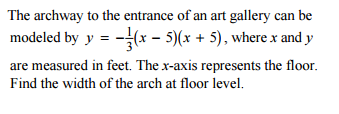 The archway to the entrance of an art gallery can be
modeled by y = -1/3(x - 5)(x + 5), where x and y
are measured in feet. The x-axis represents the floor.
Find the width of the arch at floor level.